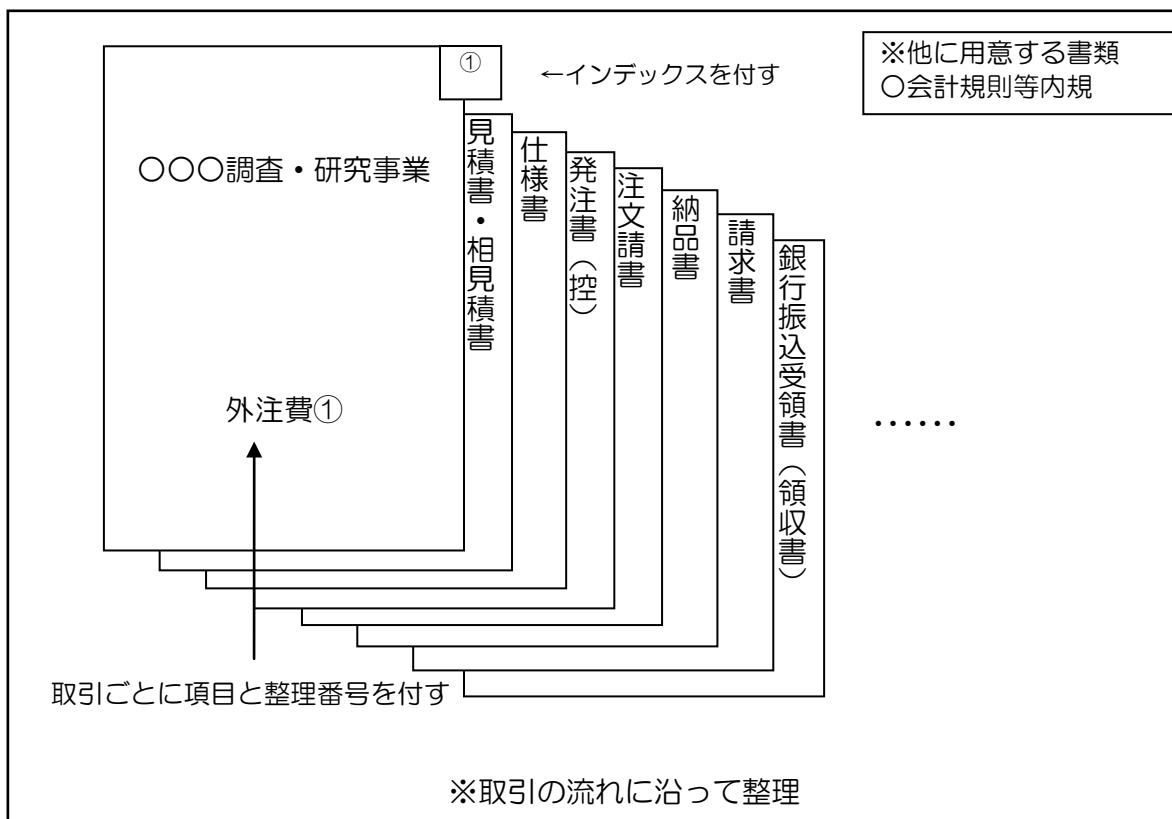 ①
←インデックスを付す
※他に用意する書類
○会計規則等内規
○○○調査・研究事業
見積書・相見積書
仕様書
発注書（控）
注文請書
納品書
請求書
銀行振込受領書（領収書）
……
外注費①
取引ごとに項目と整理番号を付す
※取引の流れに沿って整理